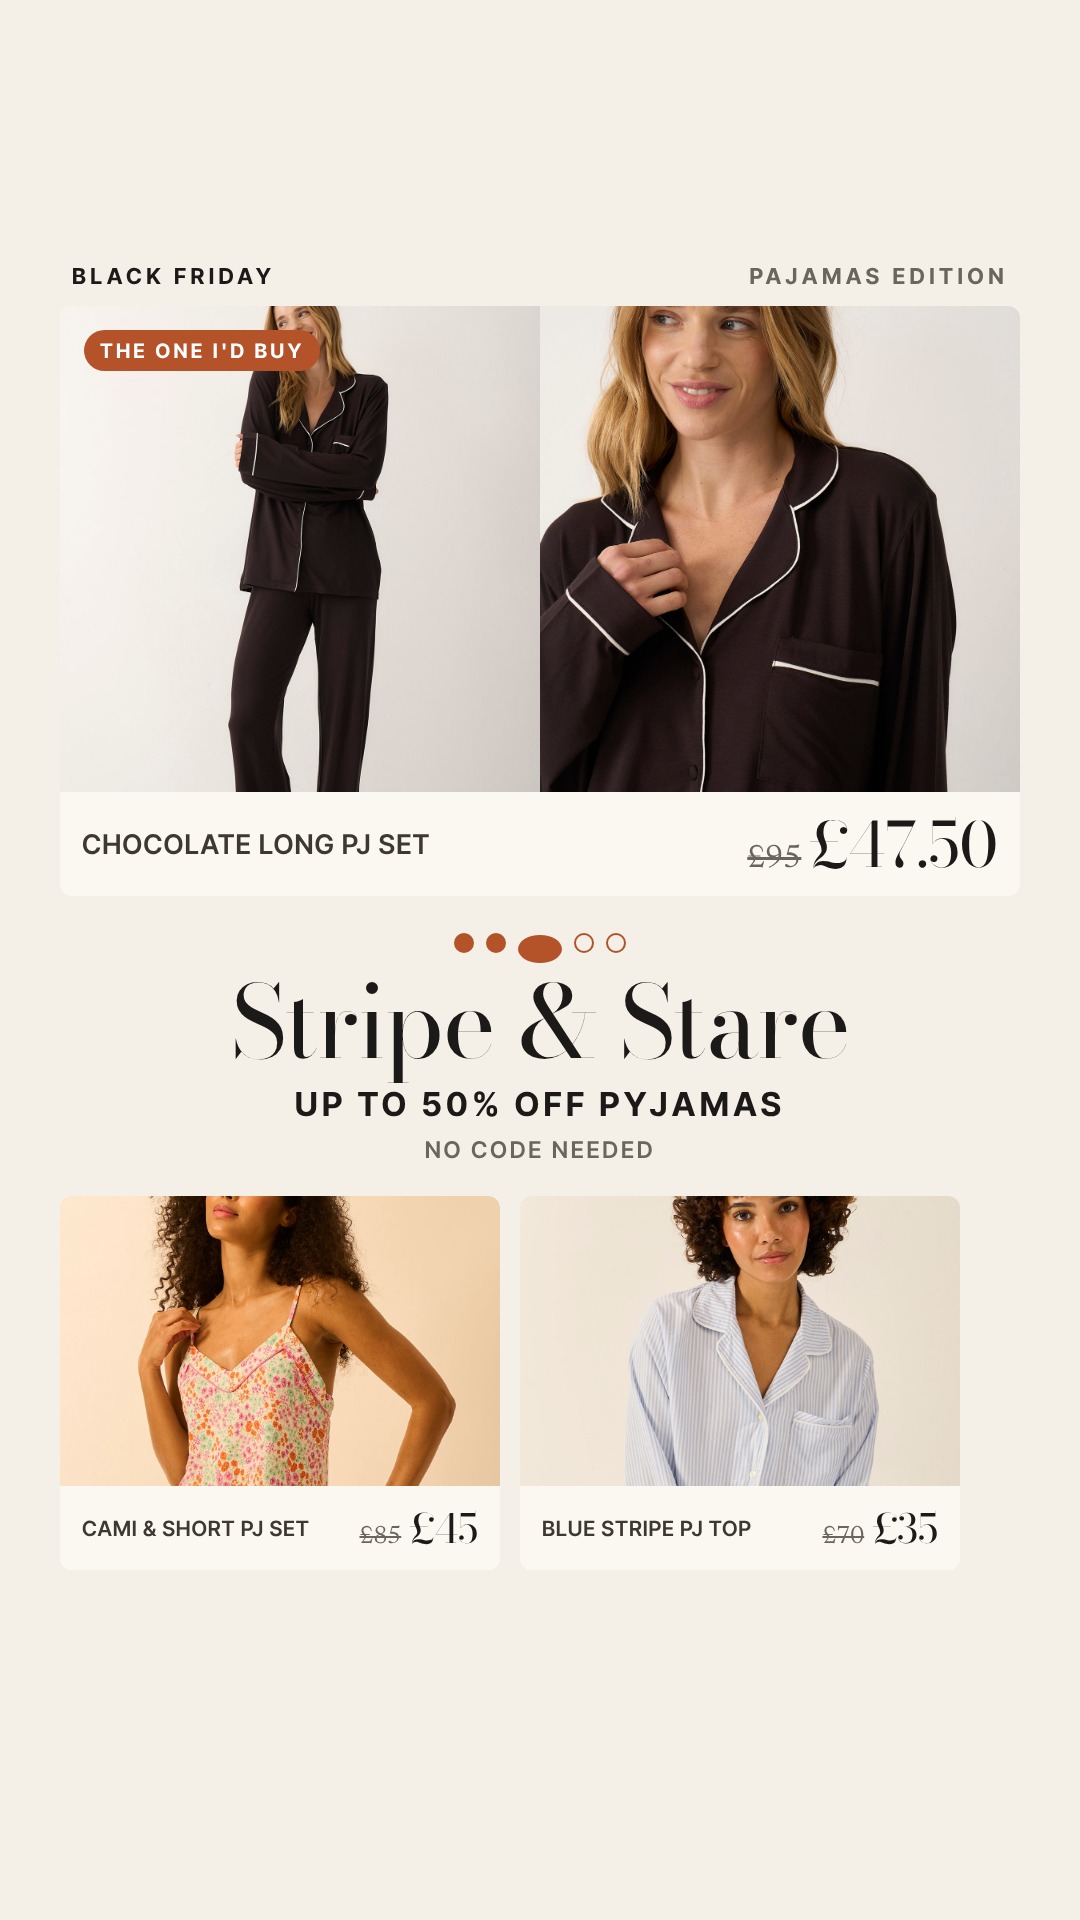 BLACK FRIDAY
PAJAMAS EDITION
THE ONE I'D BUY
CHOCOLATE LONG PJ SET
£95 £47.50
Stripe & Stare
UP TO 50% OFF PYJAMAS
NO CODE NEEDED
CAMI & SHORT PJ SET
£85 £45
BLUE STRIPE PJ TOP
£70 £35